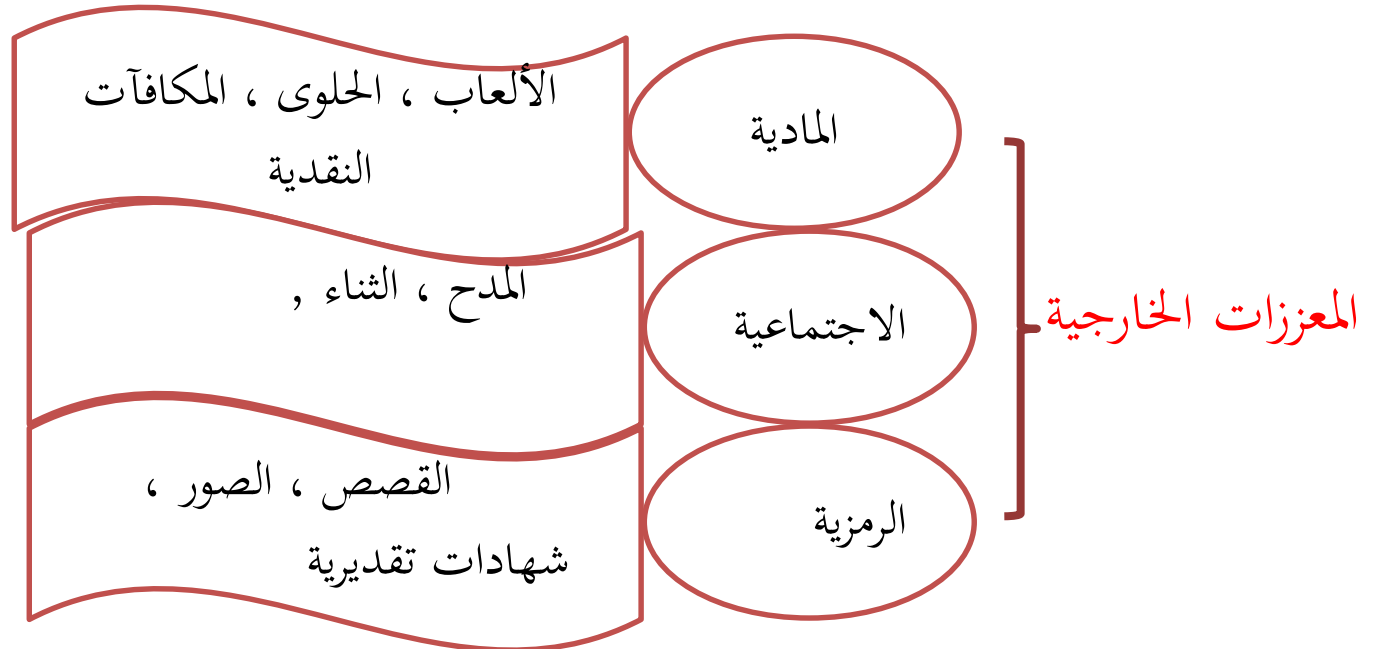 المعززات الخارجية
المادية
الألعاب ، الحلوى ، المكافآت
النقدية
الاجتماعية
المدح ، الثناء ,
الرمزية
القصص ، الصور ،
شهادات تقديرية